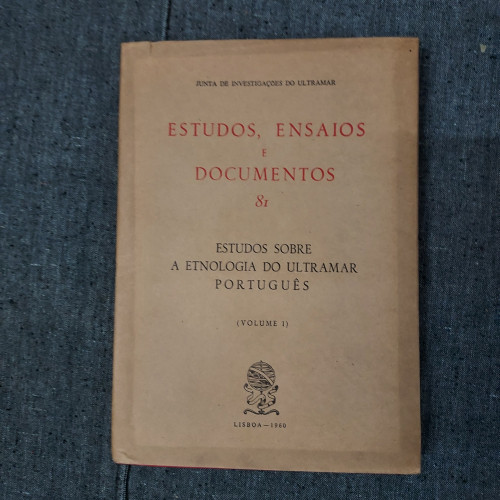 JUNTA DE INVESTIGAÇÕES DO ULTRAMAR
ESTUDOS, ENSAIOS
E
DOCUMENTOS
81
ESTUDOS SOBRE
A ETNOLOGIA DO ULTRAMAR
PORTUGUÊS
(VOLUME I)
LISBOA — 1960